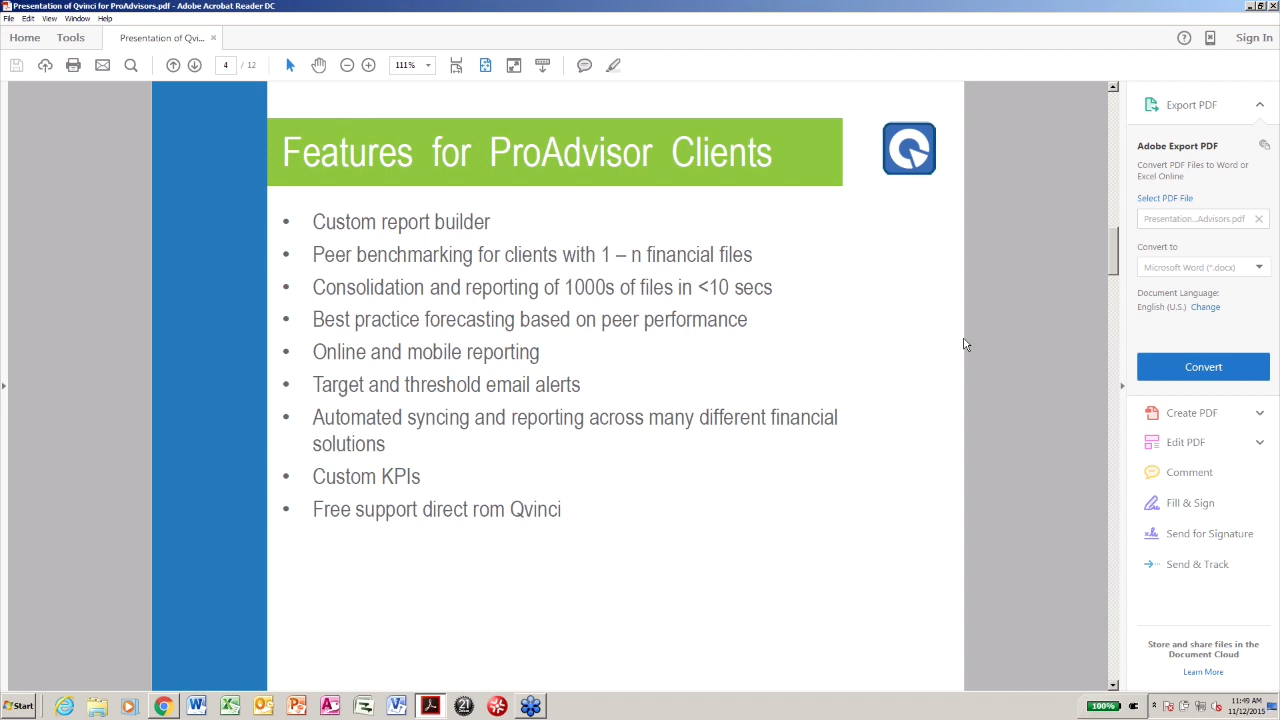 Presentation of Qvinci for ProAdvisors.pdf - Adobe Acrobat Reader DC
File Edit View Window Help
Home Tools Presentation of Qvi... × Sign In
4 / 12 111%
Features for ProAdvisor Clients
• Custom report builder
• Peer benchmarking for clients with 1 – n financial files
• Consolidation and reporting of 1000s of files in <10 secs
• Best practice forecasting based on peer performance
• Online and mobile reporting
• Target and threshold email alerts
• Automated syncing and reporting across many different financial
solutions
• Custom KPIs
• Free support direct rom Qvinci
Export PDF
Adobe Export PDF
Convert PDF Files to Word or
Excel Online
Select PDF File
Presentation...Advisors.pdf
Convert to
Microsoft Word (*.docx)
Document Language:
English (U.S.) Change
Convert
Create PDF
Edit PDF
Comment
Fill & Sign
Send for Signature
Send & Track
Store and share files in the
Document Cloud
Learn More
Start 100% 11:49 AM
11/12/2015